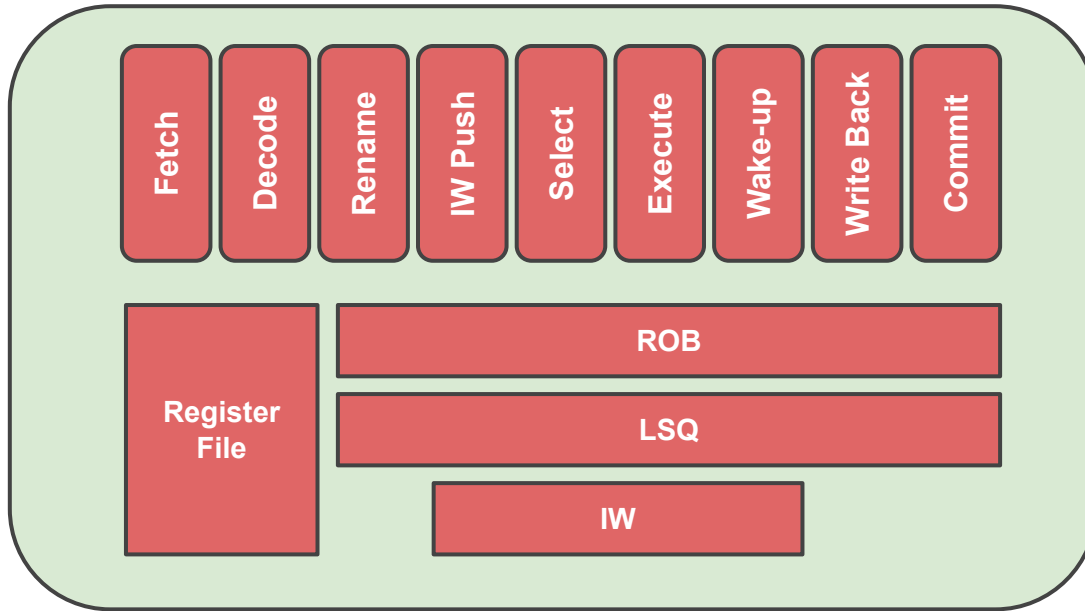 Fetch
Decode
Rename
IW Push
Select
Execute
Wake-up
Write Back
Commit
Register
File
ROB
LSQ
IW